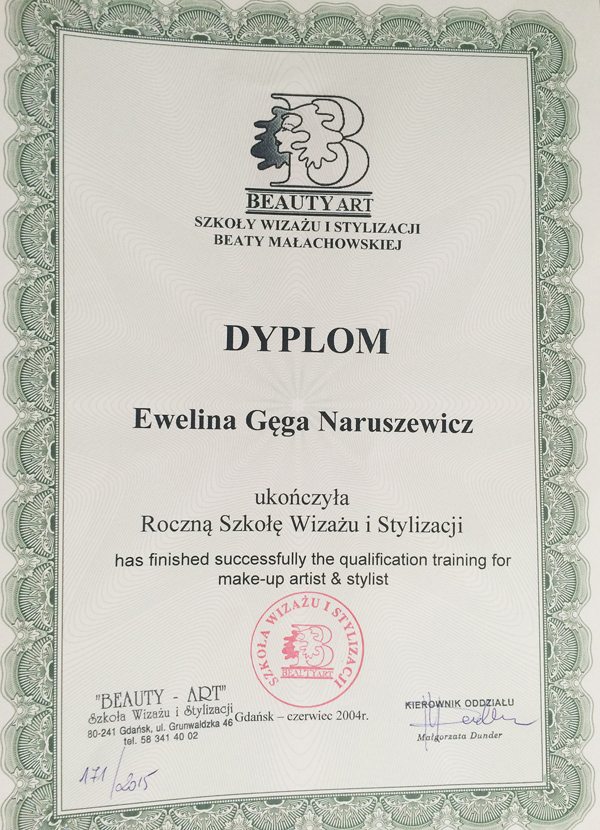 BEAUTY ART
SZKOŁY WIZAŻU I STYLIZACJI
BEATY MAŁACHOWSKIEJ
DYPLOM
Ewelina Gęga Naruszewicz
ukończyła
Roczną Szkołę Wizażu i Stylizacji
has finished successfully the qualification training for
make-up artist & stylist
SZKOŁA WIZAŻU I STYLIZACJI
BEAUTY ART
"BEAUTY - ART"
Szkoła Wizażu i Stylizacji
80-241 Gdańsk, ul. Grunwaldzka 46
tel. 58 341 40 02
Gdańsk – czerwiec 2004r.
KIEROWNIK ODDZIAŁU
Małgorzata Dunder
171/2015